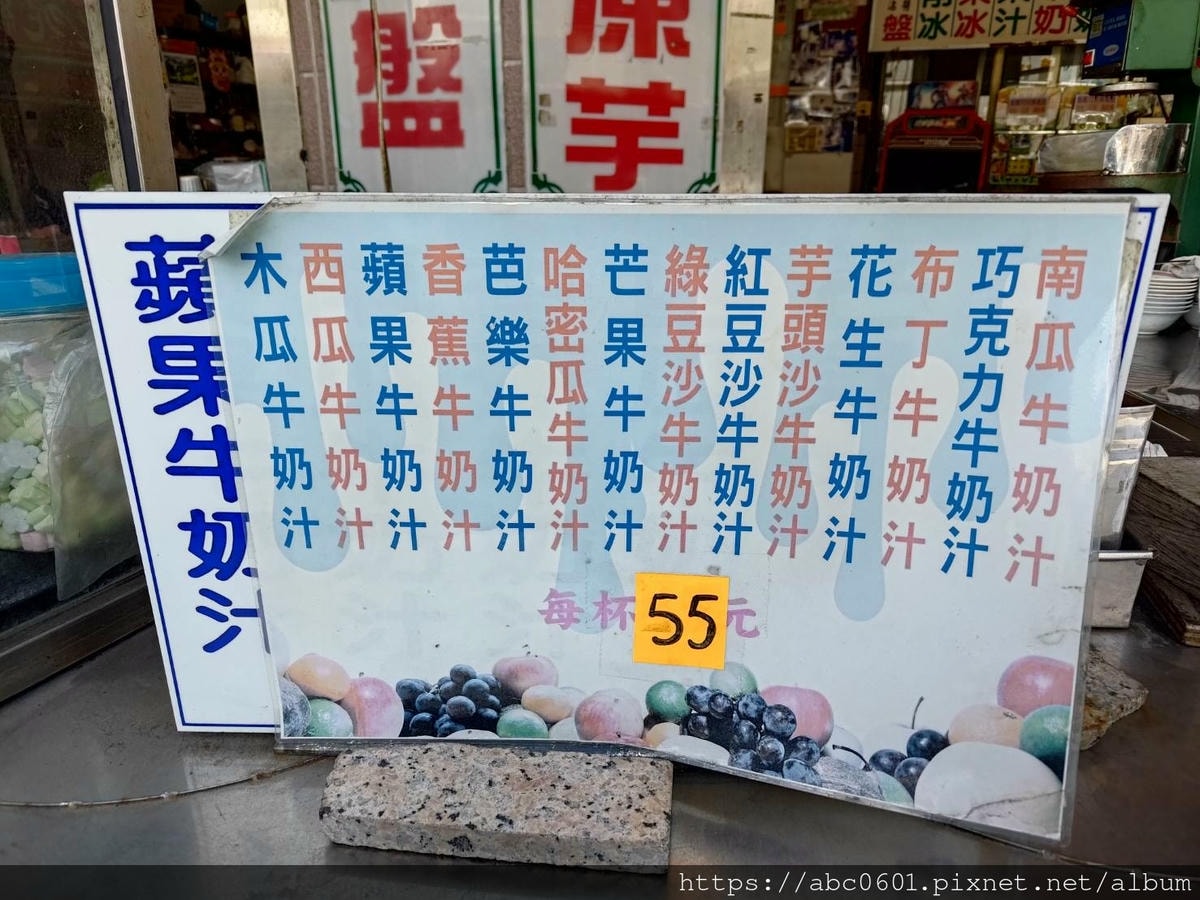 盤
凍芋
冰冰汁奶
蘋果牛奶汁
木瓜牛奶汁
西瓜牛奶汁
蘋果牛奶汁
香蕉牛奶汁
芭樂牛奶汁
哈密瓜牛奶汁
芒果牛奶汁
綠豆沙牛奶汁
紅豆沙牛奶汁
芋頭沙牛奶汁
花生牛奶汁
布丁牛奶汁
巧克力牛奶汁
南瓜牛奶汁
每杯55元
https://abc0601.pixnet.net/album